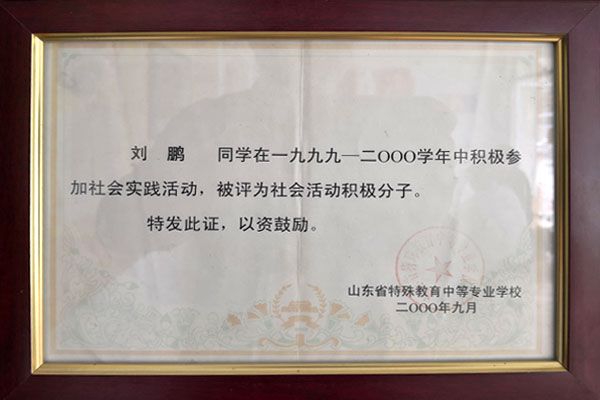 刘 鹏 同学在一九九九—二OOO学年中积极参
加社会实践活动，被评为社会活动积极分子。
特发此证，以资鼓励。
山东省特殊教育中等专业学校
二OOO年九月